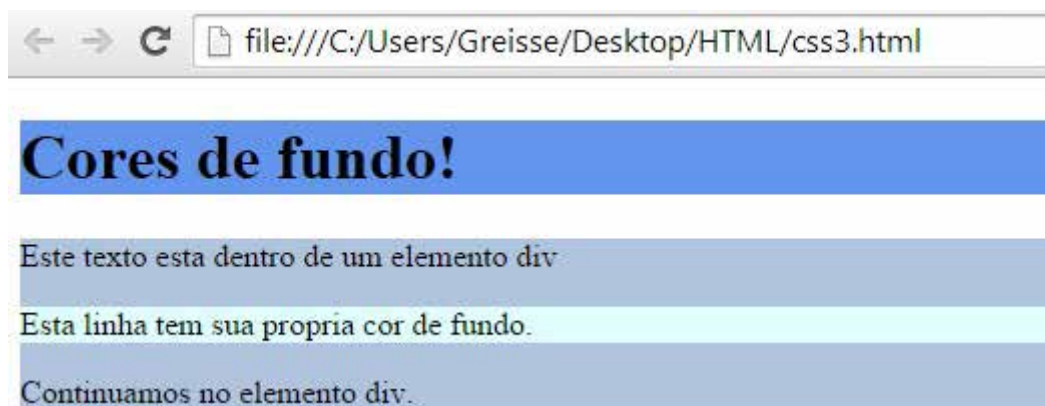 file:///C:/Users/Greisse/Desktop/HTML/css3.html
Cores de fundo!
Este texto esta dentro de um elemento div
Esta linha tem sua propria cor de fundo.
Continuamos no elemento div.